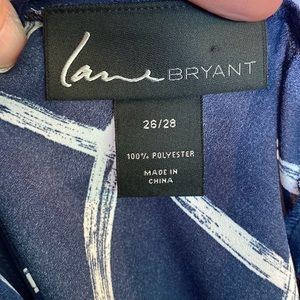 Lane BRYANT
26/28
100% POLYESTER
MADE IN
CHINA